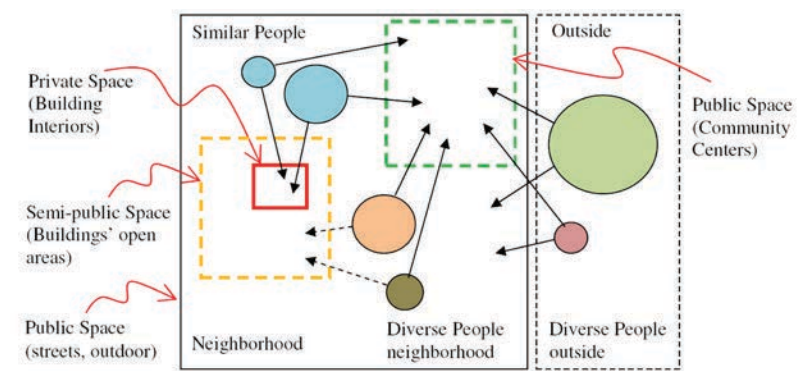 Similar People
Outside
Private Space
(Building
Interiors)
Public Space
(Community
Centers)
Semi-public Space
(Buildings’ open
areas)
Public Space
(streets, outdoor)
Neighborhood
Diverse People
neighborhood
Diverse People
outside